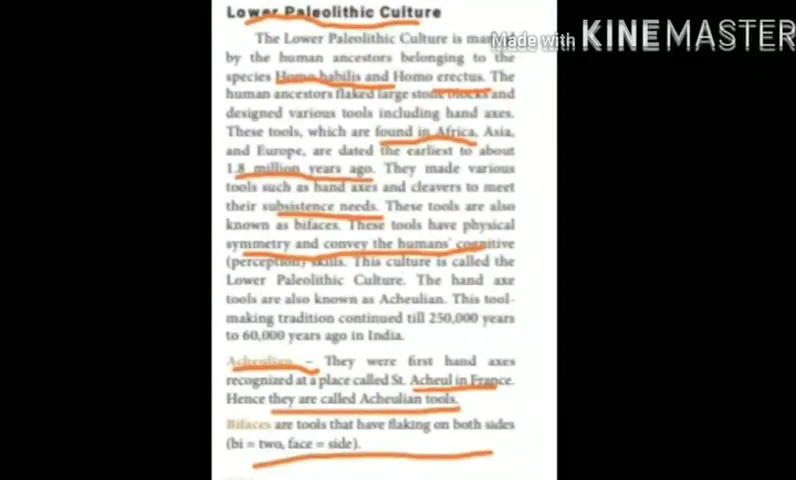 Lower Paleolithic Culture
Made with KINEMASTER
The Lower Paleolithic Culture is
by the human ancestors belonging to the
species Homo habilis and Homo erectus. The
human ancestors flaked large stone blocks and
designed various tools including hand axes.
These tools, which are found in Africa, Asia,
and Europe, are dated the earliest to about
1.8 million years ago. They made various
tools such as hand axes and cleavers to meet
their subsistence needs. These tools are also
known as bifaces. These tools have physical
symmetry and convey the humans' cognitive
(perception) skills. This culture is called the
Lower Paleolithic Culture. The hand axe
tools are also known as Acheulian. This tool-
making tradition continued till 250,000 years
to 60,000 years ago in India.
Acheulian – They were first hand axes
recognized at a place called St. Acheul in France.
Hence they are called Acheulian tools.
Bifaces are tools that have flaking on both sides
(bi = two, face = side).